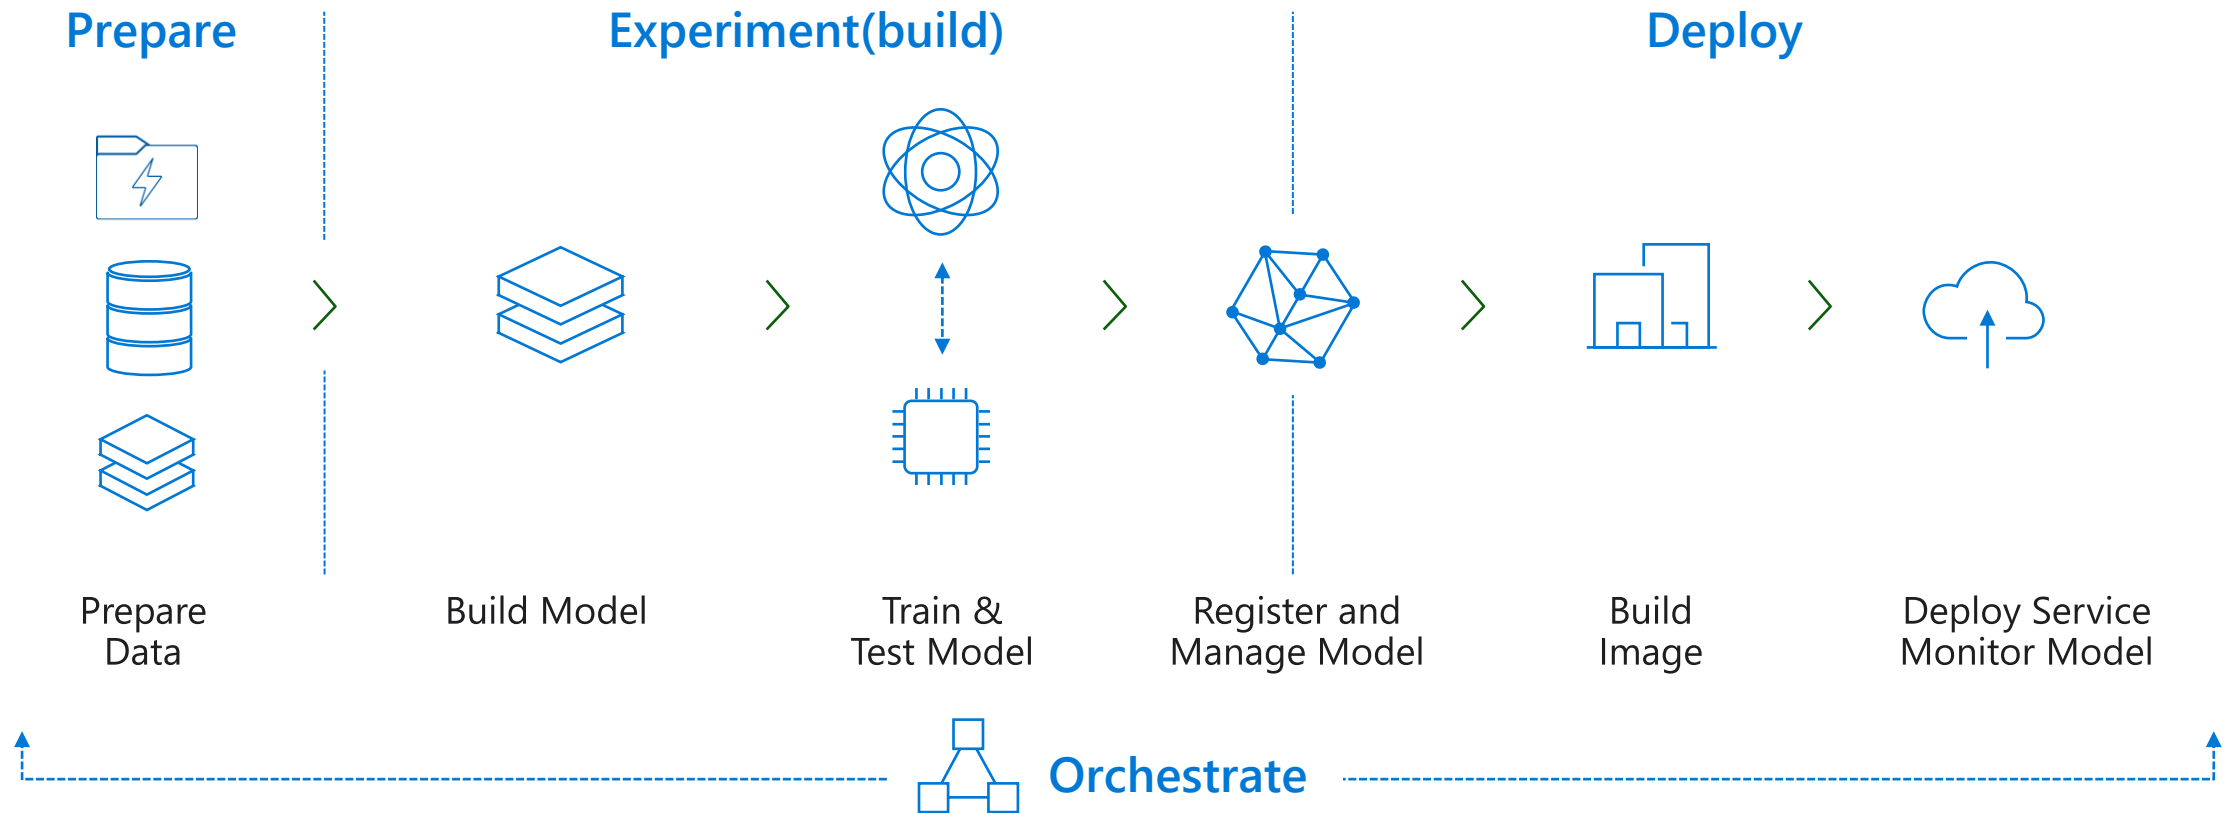 Prepare
Experiment(build)
Deploy
Prepare
Data
Build Model
Train &
Test Model
Register and
Manage Model
Build
Image
Deploy Service
Monitor Model
Orchestrate